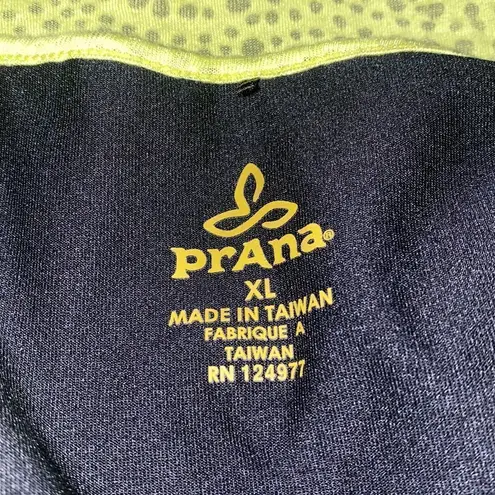 prAna®
XL
MADE IN TAIWAN
FABRIQUE A
TAIWAN
RN 124977